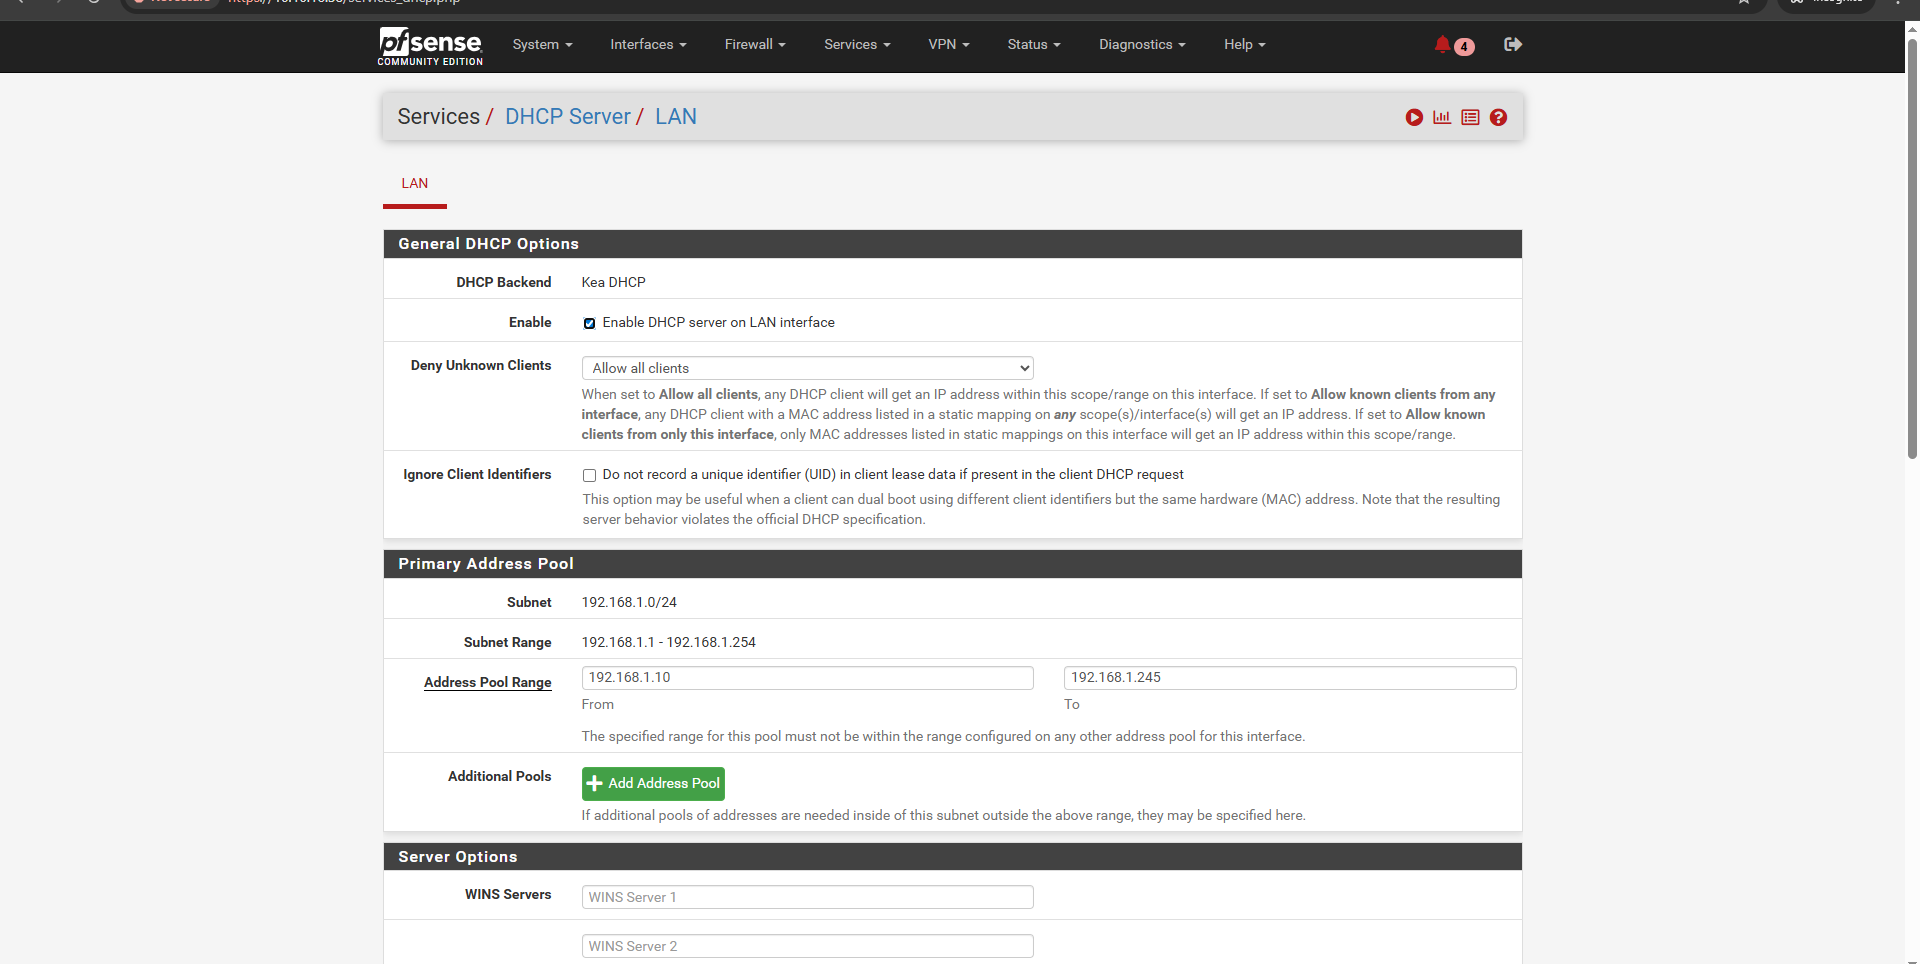 pfsense
COMMUNITY EDITION
System
Interfaces
Firewall
Services
VPN
Status
Diagnostics
Help
4
Services / DHCP Server / LAN
LAN
General DHCP Options
DHCP Backend
Kea DHCP
Enable
Enable DHCP server on LAN interface
Deny Unknown Clients
Allow all clients
When set to Allow all clients, any DHCP client will get an IP address within this scope/range on this interface. If set to Allow known clients from any
interface, any DHCP client with a MAC address listed in a static mapping on any scope(s)/interface(s) will get an IP address. If set to Allow known
clients from only this interface, only MAC addresses listed in static mappings on this interface will get an IP address within this scope/range.
Ignore Client Identifiers
Do not record a unique identifier (UID) in client lease data if present in the client DHCP request
This option may be useful when a client can dual boot using different client identifiers but the same hardware (MAC) address. Note that the resulting
server behavior violates the official DHCP specification.
Primary Address Pool
Subnet
192.168.1.0/24
Subnet Range
192.168.1.1 - 192.168.1.254
Address Pool Range
192.168.1.10
192.168.1.245
From
To
The specified range for this pool must not be within the range configured on any other address pool for this interface.
Additional Pools
Add Address Pool
If additional pools of addresses are needed inside of this subnet outside the above range, they may be specified here.
Server Options
WINS Servers
WINS Server 1
WINS Server 2